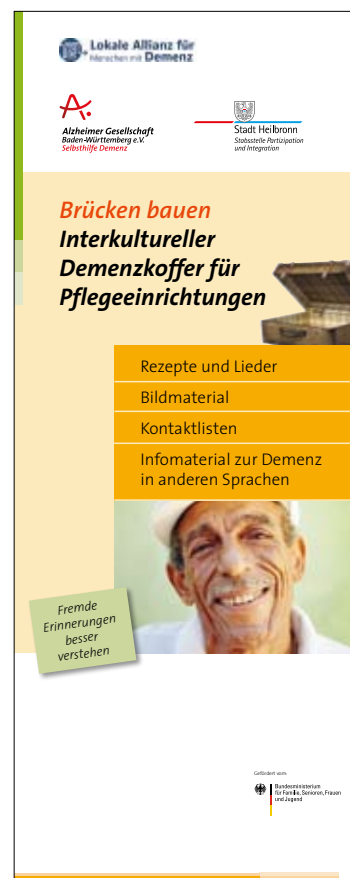 Lokale Allianz für
Menschen mit Demenz
Alzheimer Gesellschaft
Baden-Württemberg e.V.
Selbsthilfe Demenz
Stadt Heilbronn
Stabsstelle Partizipation
und Integration
Brücken bauen
Interkultureller
Demenzkoffer für
Pflegeeinrichtungen
Rezepte und Lieder
Bildmaterial
Kontaktlisten
Infomaterial zur Demenz
in anderen Sprachen
Fremde
Erinnerungen
besser
verstehen
Gefördert vom:
Bundesministerium
für Familie, Senioren, Frauen
und Jugend